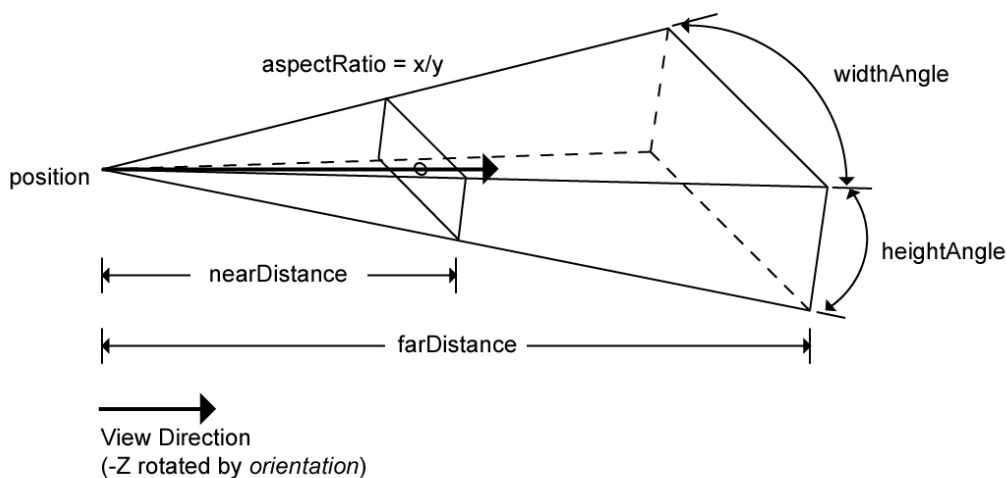 aspectRatio = x/y
widthAngle
position
heightAngle
nearDistance
farDistance
View Direction
(-Z rotated by orientation)